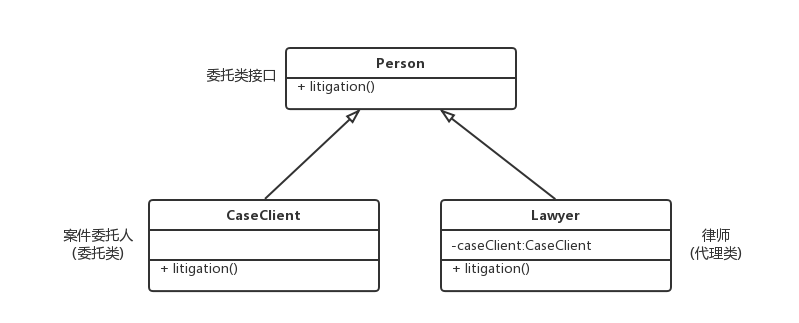 Person
委托类接口
+ litigation()
CaseClient
Lawyer
案件委托人
(委托类)
-caseClient:CaseClient
律师
(代理类)
+ litigation()
+ litigation()